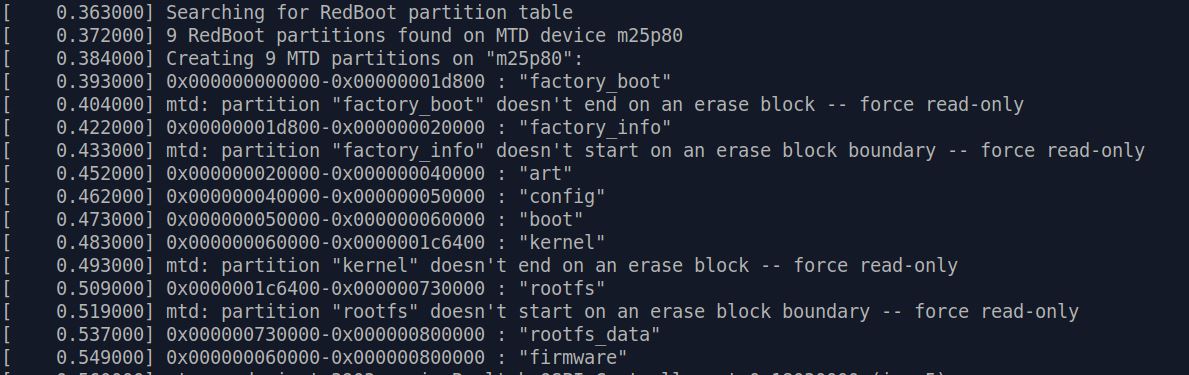 [    0.363000] Searching for RedBoot partition table
[    0.372000] 9 RedBoot partitions found on MTD device m25p80
[    0.384000] Creating 9 MTD partitions on "m25p80":
[    0.393000] 0x000000000000-0x00000001d800 : "factory_boot"
[    0.404000] mtd: partition "factory_boot" doesn't end on an erase block -- force read-only
[    0.422000] 0x00000001d800-0x000000020000 : "factory_info"
[    0.433000] mtd: partition "factory_info" doesn't start on an erase block boundary -- force read-only
[    0.452000] 0x000000020000-0x000000040000 : "art"
[    0.462000] 0x000000040000-0x000000050000 : "config"
[    0.473000] 0x000000050000-0x000000060000 : "boot"
[    0.483000] 0x000000060000-0x0000001c6400 : "kernel"
[    0.493000] mtd: partition "kernel" doesn't end on an erase block -- force read-only
[    0.509000] 0x0000001c6400-0x000000730000 : "rootfs"
[    0.519000] mtd: partition "rootfs" doesn't start on an erase block boundary -- force read-only
[    0.537000] 0x000000730000-0x000000800000 : "rootfs_data"
[    0.549000] 0x000000060000-0x000000800000 : "firmware"